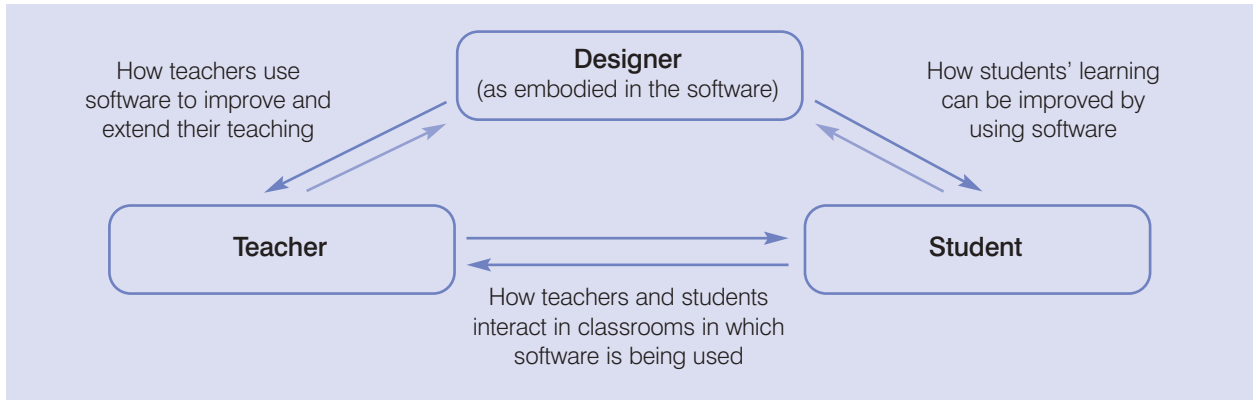 How teachers use
software to improve and
extend their teaching
Designer
(as embodied in the software)
How students’ learning
can be improved by
using software
Teacher
Student
How teachers and students
interact in classrooms in which
software is being used